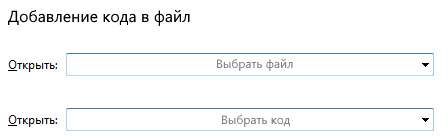 Добавление кода в файл
Открыть: Выбрать файл
Открыть: Выбрать код